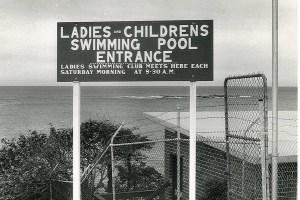 LADIES AND CHILDRENS
SWIMMING POOL
ENTRANCE
LADIES SWIMMING CLUB MEETS HERE EACH
SATURDAY MORNING AT 9-30 A.M.